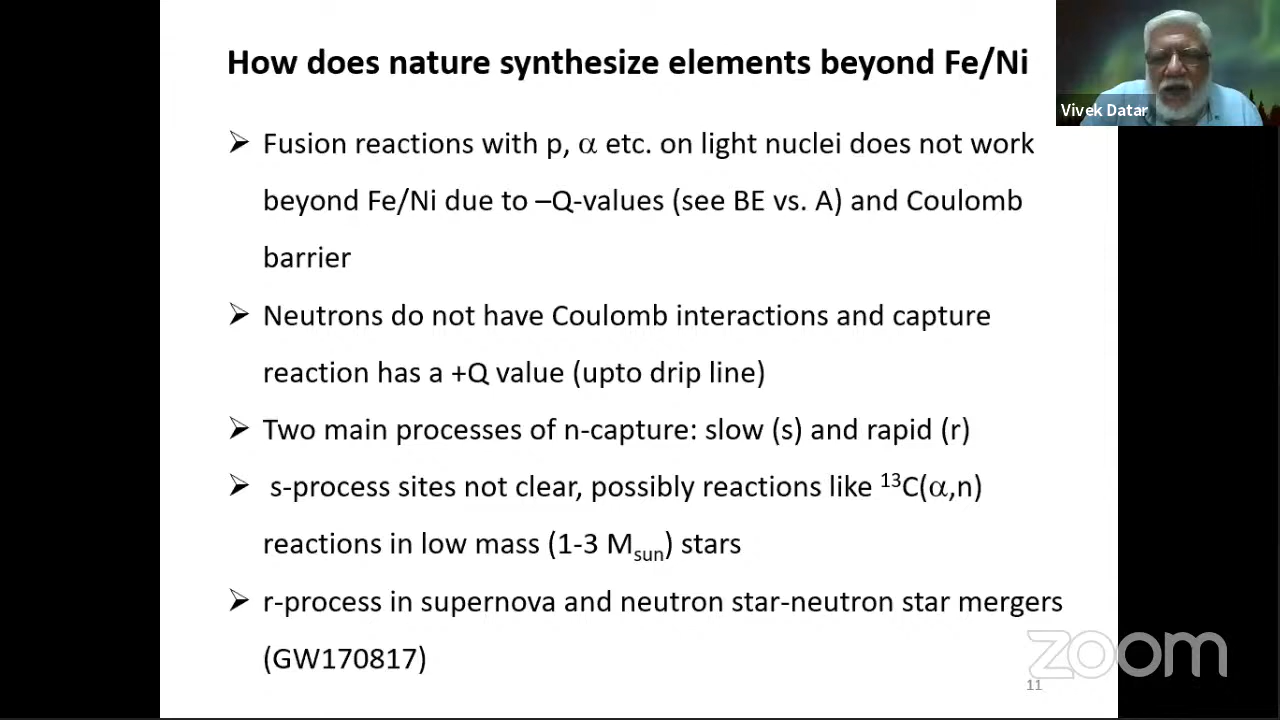 How does nature synthesize elements beyond Fe/Ni
Vivek Datar
➢ Fusion reactions with p, α etc. on light nuclei does not work
beyond Fe/Ni due to –Q-values (see BE vs. A) and Coulomb
barrier
➢ Neutrons do not have Coulomb interactions and capture
reaction has a +Q value (upto drip line)
➢ Two main processes of n-capture: slow (s) and rapid (r)
➢ s-process sites not clear, possibly reactions like ¹³C(α,n)
reactions in low mass (1-3 Mₛᵤₙ) stars
➢ r-process in supernova and neutron star-neutron star mergers
(GW170817)
zoom
11